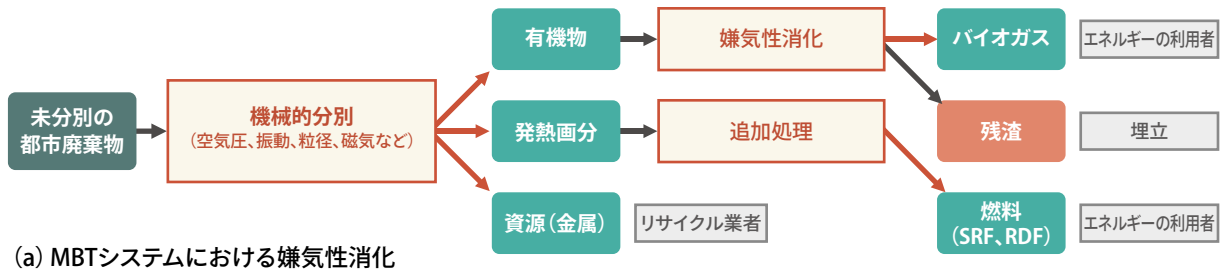 未分別の
都市廃棄物
機械的分別
（空気圧、振動、粒径、磁気など）
有機物
嫌気性消化
バイオガス
エネルギーの利用者
発熱画分
追加処理
残渣
埋立
資源（金属）
リサイクル業者
燃料
（SRF、RDF）
エネルギーの利用者
(a) MBTシステムにおける嫌気性消化